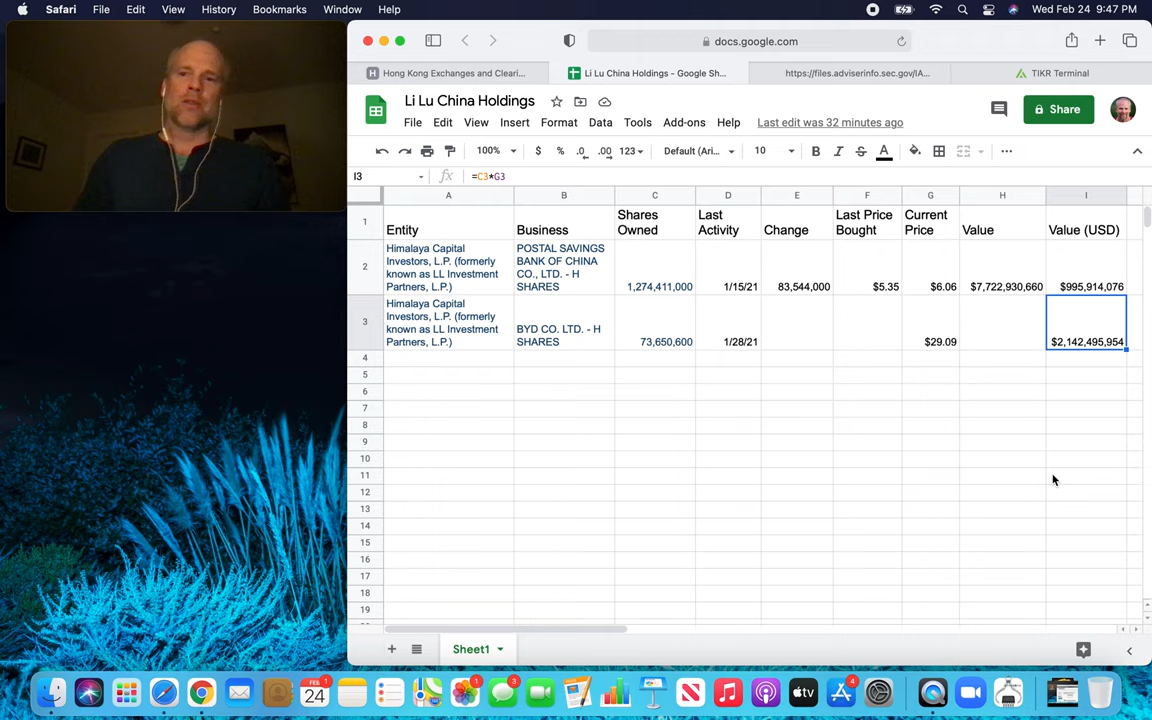 Safari File Edit View History Bookmarks Window Help Wed Feb 24 9:47 PM
docs.google.com
Hong Kong Exchanges and Cleari... Li Lu China Holdings - Google Sh... https://files.adviserinfo.sec.gov/IA... TIKR Terminal
Li Lu China Holdings
Share
File Edit View Insert Format Data Tools Add-ons Help Last edit was 32 minutes ago
100% $ % .0 .00 123 Default (Ari... 10 B I S A
I3 fx =C3*G3
A B C D E F G H I
1 Entity Business Shares Owned Last Activity Change Last Price Bought Current Price Value Value (USD)
2
Himalaya Capital
Investors, L.P. (formerly
known as LL Investment
Partners, L.P.)
POSTAL SAVINGS
BANK OF CHINA
CO., LTD. - H
SHARES
1,274,411,000 1/15/21 83,544,000 $5.35 $6.06 $7,722,930,660 $995,914,076
3
Himalaya Capital
Investors, L.P. (formerly
known as LL Investment
Partners, L.P.)
BYD CO. LTD. - H
SHARES
73,650,600 1/28/21 $29.09 $2,142,495,954
4
5
6
7
8
9
10
11
12
13
14
15
16
17
18
19
Sheet1
FEB
24
1
1
3
4
tv